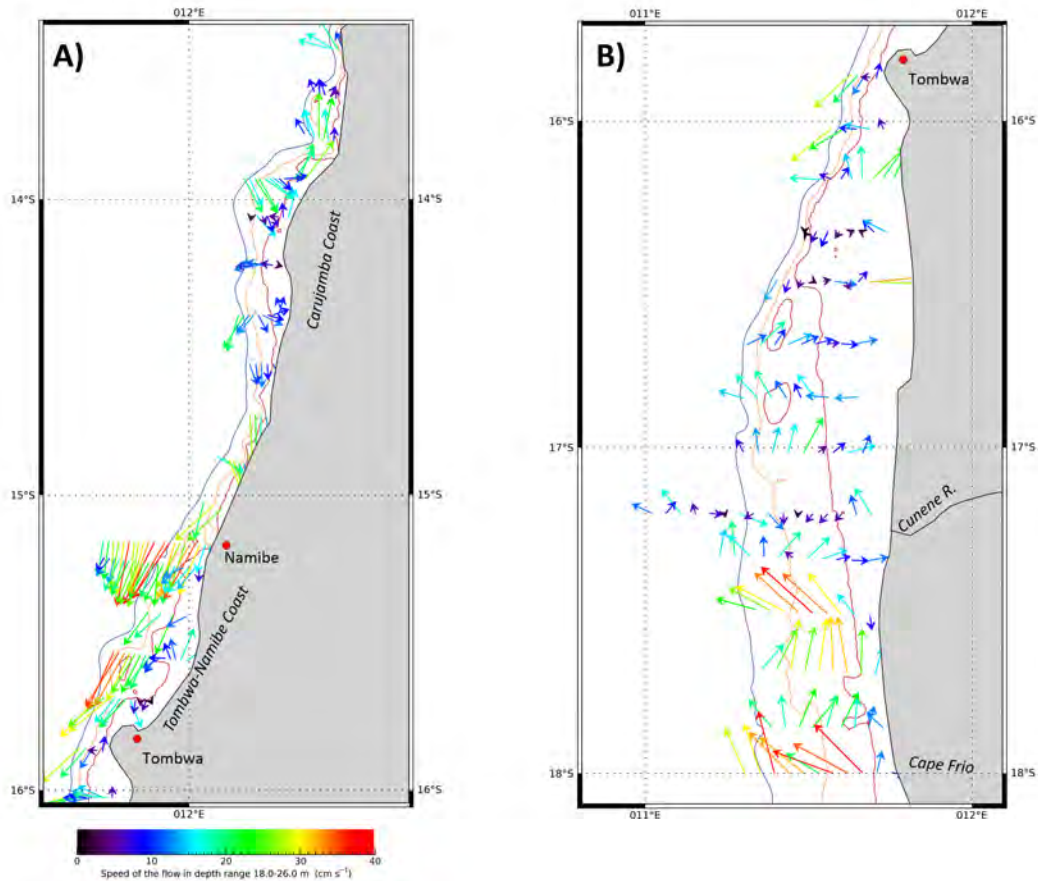 012°E
011°E
012°E
A)
B)
Tombwa
16°S
16°S
14°S
14°S
Carujamba Coast
17°S
17°S
15°S
15°S
Cunene R.
Namibe
Tombwa-Namibe Coast
Tombwa
18°S
Cape Frio
18°S
16°S
16°S
012°E
011°E
012°E
0
10
20
30
40
Speed of the flow in depth range 18.0-26.0 m (cm s⁻¹)